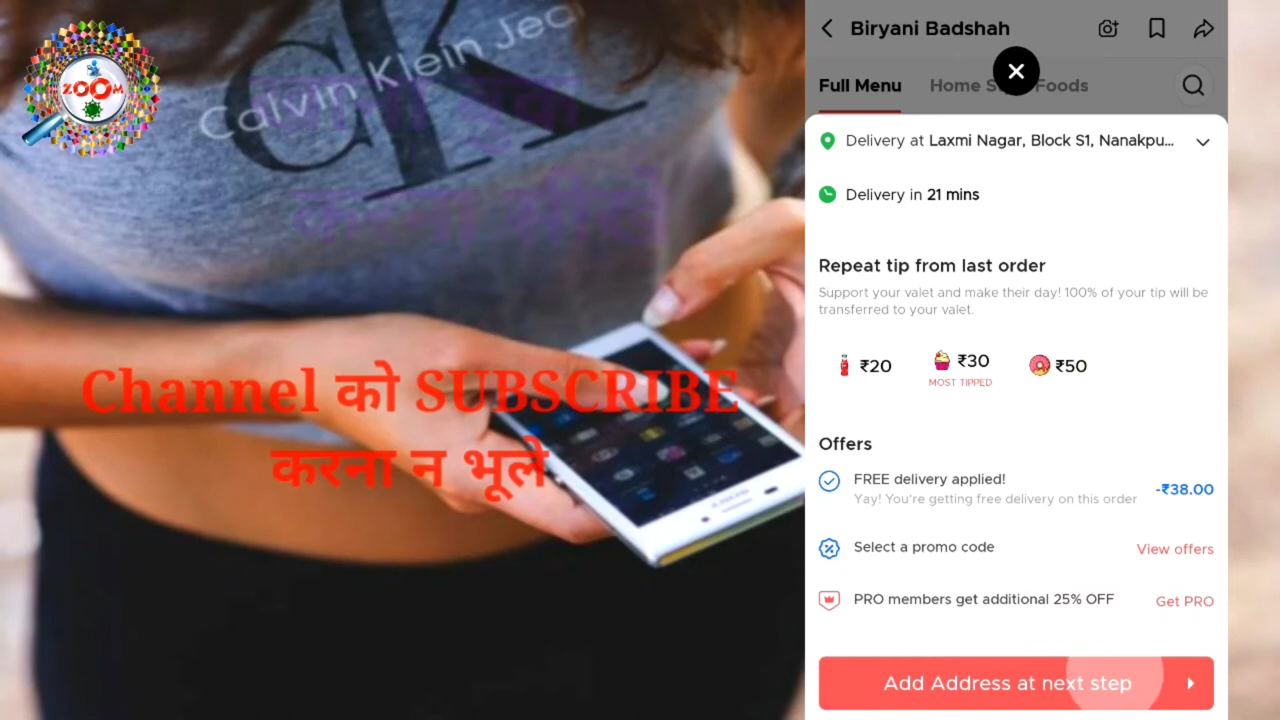 ZOOM
Calvin Klein Jea
CK
Channel को SUBSCRIBE
करना न भूले
Biryani Badshah
Full Menu
Delivery at Laxmi Nagar, Block S1, Nanakpu...
Delivery in 21 mins
Repeat tip from last order
Support your valet and make their day! 100% of your tip will be
transferred to your valet.
₹20 ₹30 ₹50
MOST TIPPED
Offers
FREE delivery applied! -₹38.00
Yay! You're getting free delivery on this order
Select a promo code View offers
PRO members get additional 25% OFF Get PRO
Add Address at next step